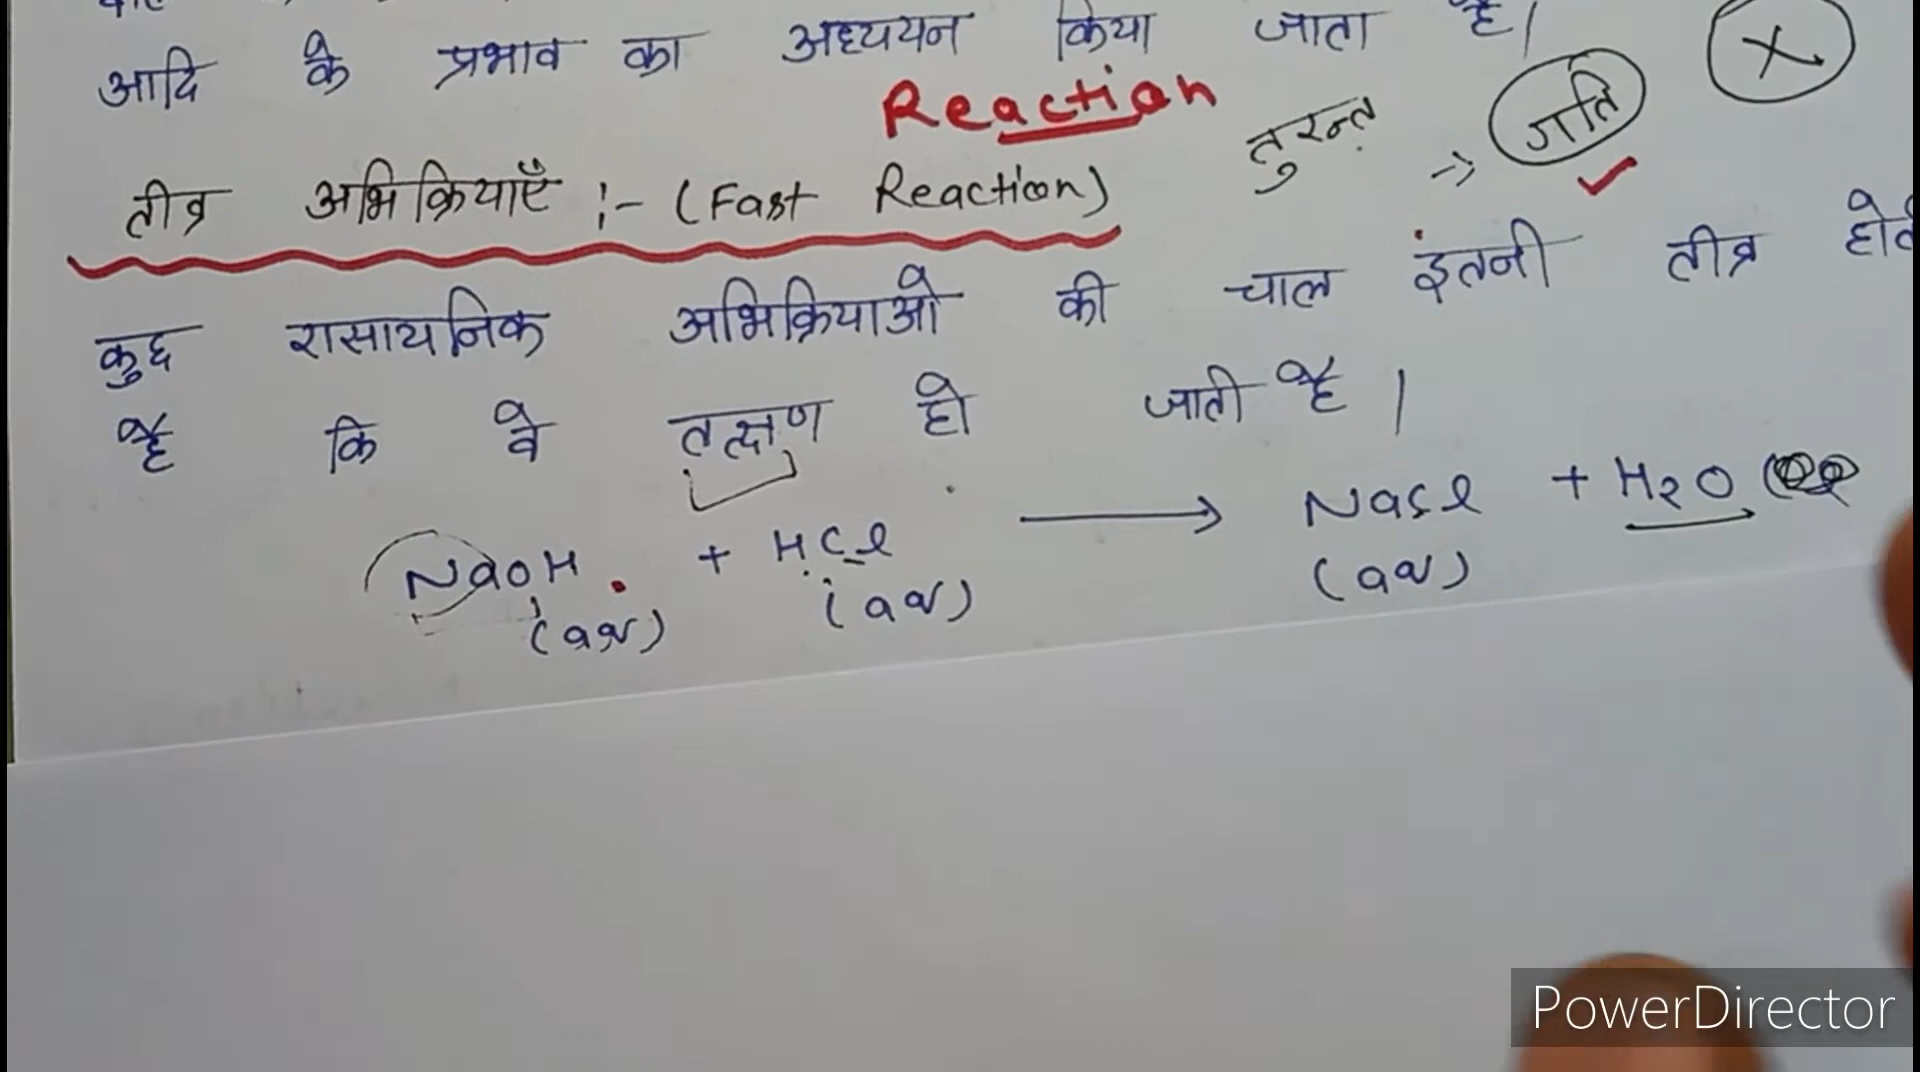 आदि के प्रभाव का अध्ययन किया जाता है।
Reaction
तुरन्त → गति
तीव्र अभिक्रियाएँ :- (Fast Reaction)
कुछ रासायनिक अभिक्रियाओ की चाल इतनी तीव्र
है कि वे तत्क्षण हो जाती है।
NaOH + HCl ⟶ NaCl + H2O
(aq) (aq) (aq)
PowerDirector